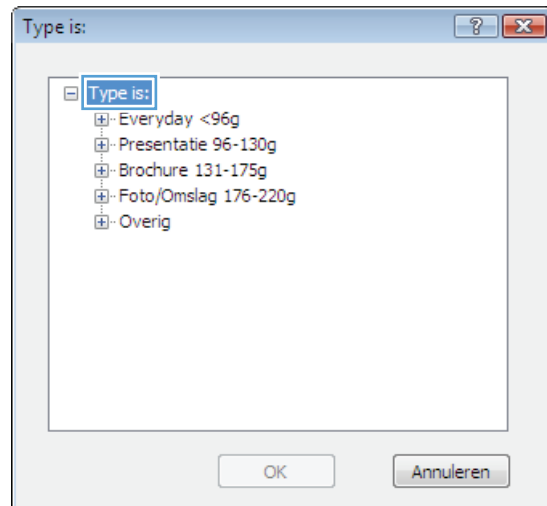 Type is:
Type is:
Everyday <96g
Presentatie 96-130g
Brochure 131-175g
Foto/Omslag 176-220g
Overig
OK Annuleren